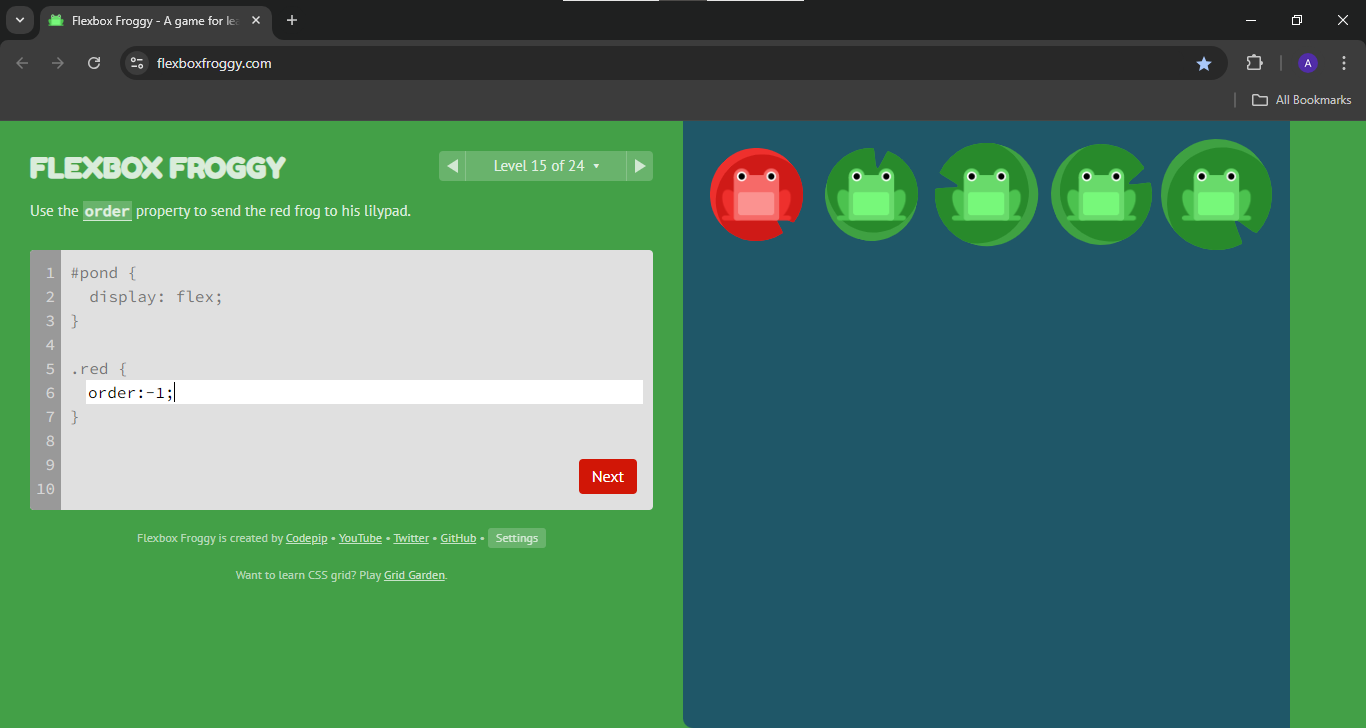 Flexbox Froggy - A game for le
flexboxfroggy.com
A
All Bookmarks
FLEXBOX FROGGY
Level 15 of 24
Use the order property to send the red frog to his lilypad.
1 #pond {
2 display: flex;
3 }
4
5 .red {
6 order:-1;
7 }
8
9
10
Next
Flexbox Froggy is created by Codepip • YouTube • Twitter • GitHub • Settings
Want to learn CSS grid? Play Grid Garden.